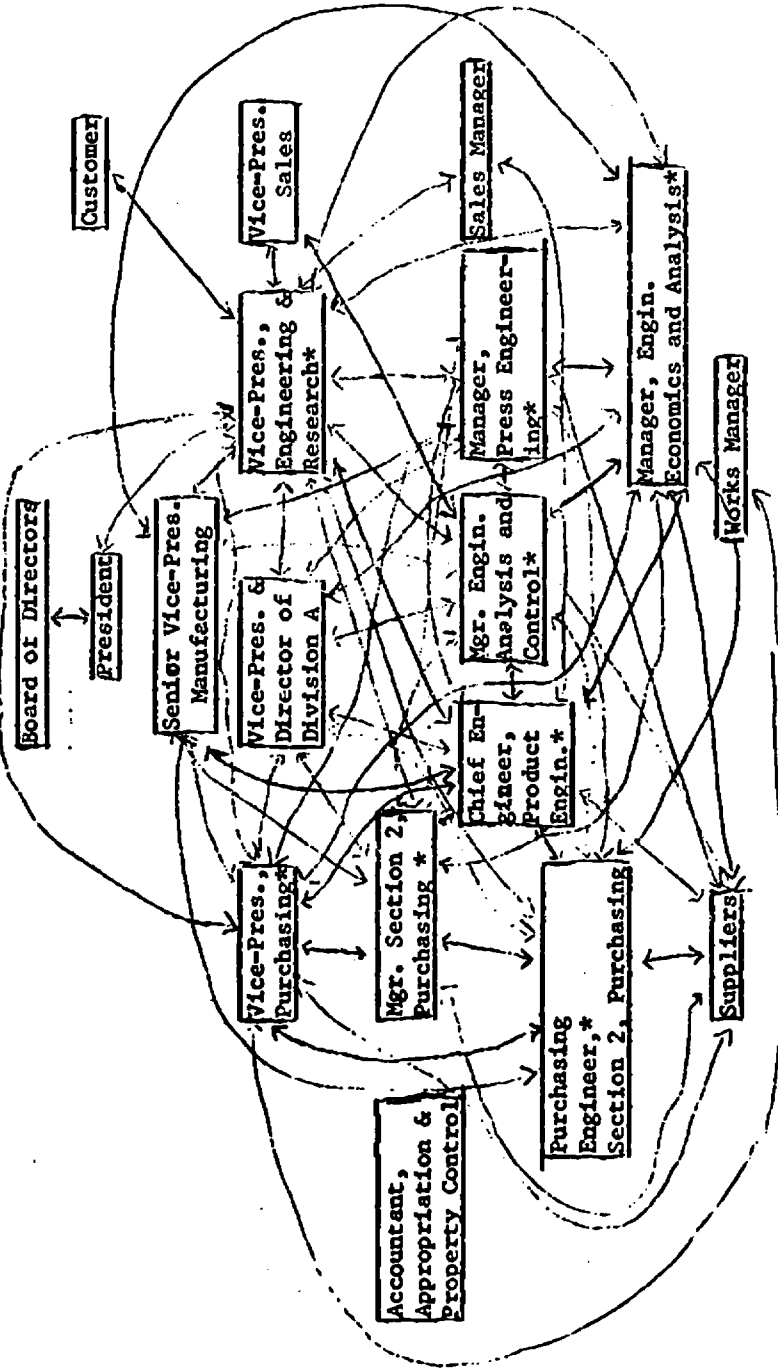 Board of Directors
President
Customer
Senior Vice-Pres.
Manufacturing
Vice-Pres.,
Purchasing*
Vice-Pres. &
Director of
Division A
Vice-Pres.,
Engineering &
Research*
Vice-Pres.
Sales
Accountant,
Appropriation &
Property Control
Mgr. Section 2,
Purchasing *
Chief En-
gineer,
Product
Engin.*
Mgr. Engin.
Analysis and
Control*
Manager,
Press Engineer-
ing*
Sales Manager
Purchasing
Engineer,*
Section 2, Purchasing
Manager, Engin.
Economics and Analysis*
Suppliers
Works Manager